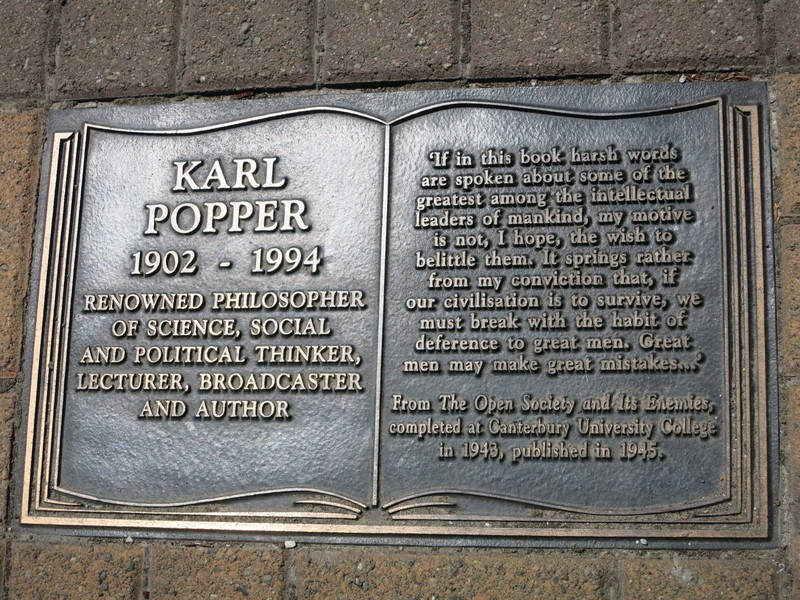 KARL
POPPER
1902 - 1994
RENOWNED PHILOSOPHER
OF SCIENCE, SOCIAL
AND POLITICAL THINKER,
LECTURER, BROADCASTER
AND AUTHOR
'If in this book harsh words
are spoken about some of the
greatest among the intellectual
leaders of mankind, my motive
is not, I hope, the wish to
belittle them. It springs rather
from my conviction that, if
our civilisation is to survive, we
must break with the habit of
deference to great men. Great
men may make great mistakes...'
From The Open Society and Its Enemies,
completed at Canterbury University College
in 1943, published in 1945.